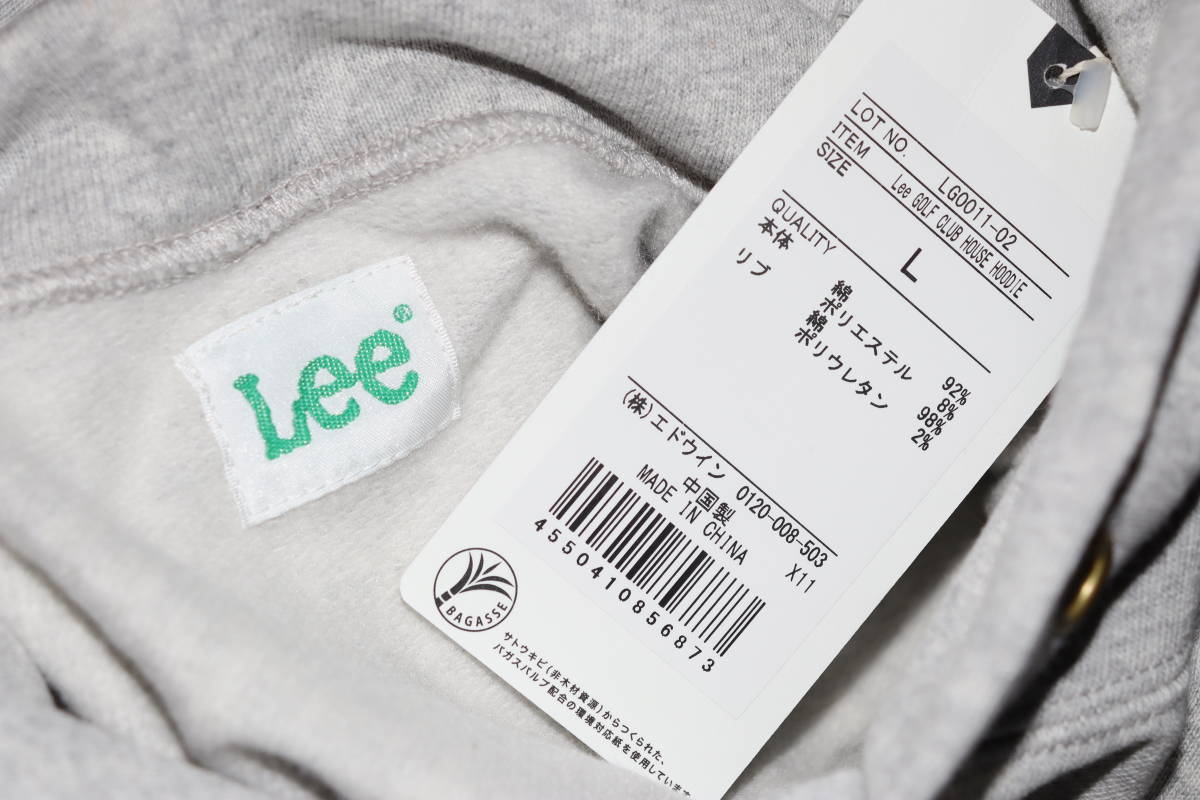 Lee®
LOT NO. LG0011-02
ITEM Lee GOLF CLUB HOUSE HOODIE
SIZE L
QUALITY
本体 綿 92%
ポリエステル 8%
リブ 綿 98%
ポリウレタン 2%
(株)エドウイン 0120-008-503
中国製 X11
MADE IN CHINA
4550410856873
BAGASSE
サトウキビ(非木材資源)からつくられた、
バガスパルプ配合の環境対応紙を使用しています